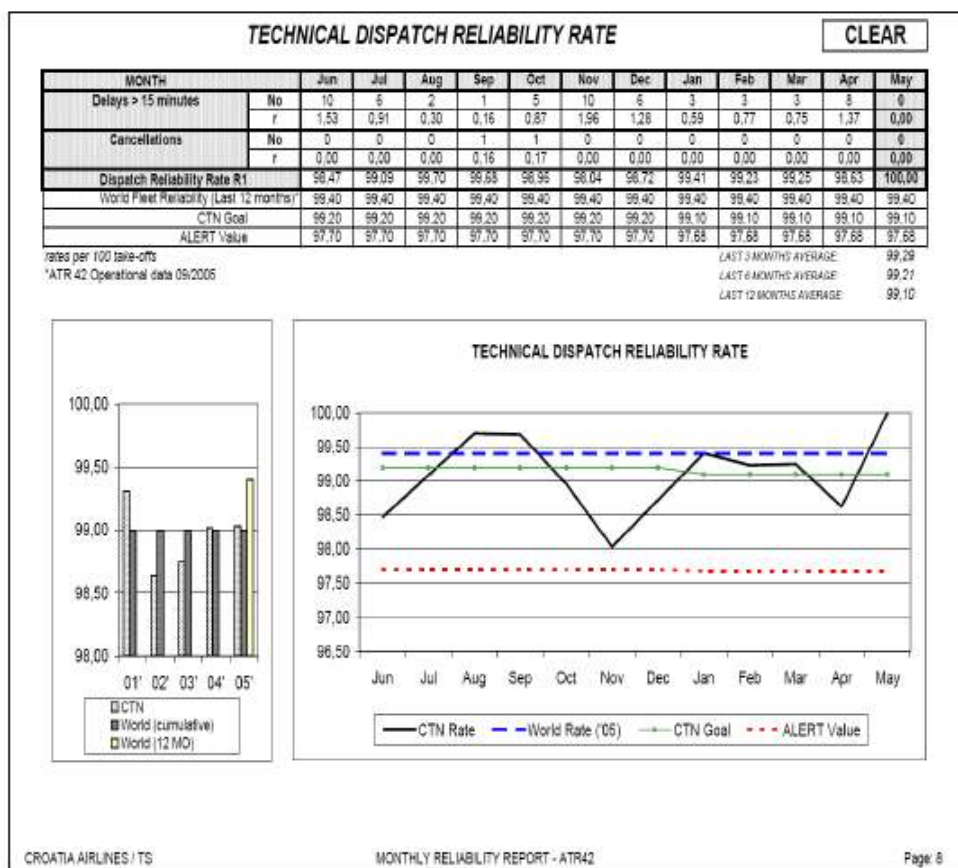 TECHNICAL DISPATCH RELIABILITY RATE CLEAR
MONTH Jun Jul Aug Sep Oct Nov Dec Jan Feb Mar Apr May
Delays > 15 minutes No 10 6 2 1 5 10 6 3 3 3 8 0
r 1,53 0,91 0,30 0,16 0,87 1,96 1,28 0,59 0,77 0,75 1,37 0,00
Cancellations No 0 0 0 1 1 0 0 0 0 0 0 0
r 0,00 0,00 0,00 0,16 0,17 0,00 0,00 0,00 0,00 0,00 0,00 0,00
Dispatch Reliability Rate R1 98,47 99,09 99,70 99,68 98,96 98,04 98,72 99,41 99,23 99,25 98,63 100,00
World Fleet Reliability (Last 12 months)* 99,40 99,40 99,40 99,40 99,40 99,40 99,40 99,40 99,40 99,40 99,40 99,40
CTN Goal 99,20 99,20 99,20 99,20 99,20 99,20 99,20 99,10 99,10 99,10 99,10 99,10
ALERT Value 97,70 97,70 97,70 97,70 97,70 97,70 97,70 97,68 97,68 97,68 97,68 97,68
rates per 100 take-offs LAST 3 MONTHS AVERAGE: 99,29
*ATR 42 Operational data 09/2005 LAST 6 MONTHS AVERAGE: 99,21
LAST 12 MONTHS AVERAGE: 99,10
100,00
99,50
99,00
98,50
98,00
01' 02' 03' 04' 05'
CTN
World (cumulative)
World (12 MO)
TECHNICAL DISPATCH RELIABILITY RATE
100,00
99,50
99,00
98,50
98,00
97,50
97,00
96,50
Jun Jul Aug Sep Oct Nov Dec Jan Feb Mar Apr May
CTN Rate World Rate ('05) CTN Goal ALERT Value
CROATIA AIRLINES / TS MONTHLY RELIABILITY REPORT - ATR42 Page: 8